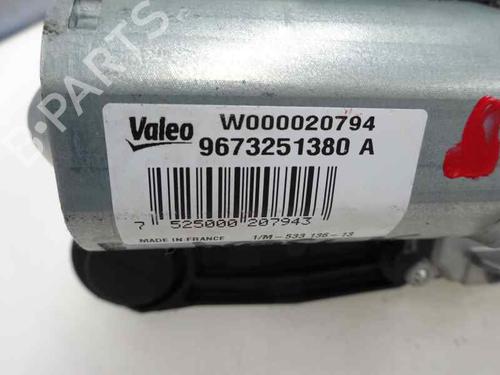 B-PARTS
Valeo W000020794
9673251380 A
7 525000 207943
MADE IN FRANCE 1/M - 533 136 - 13